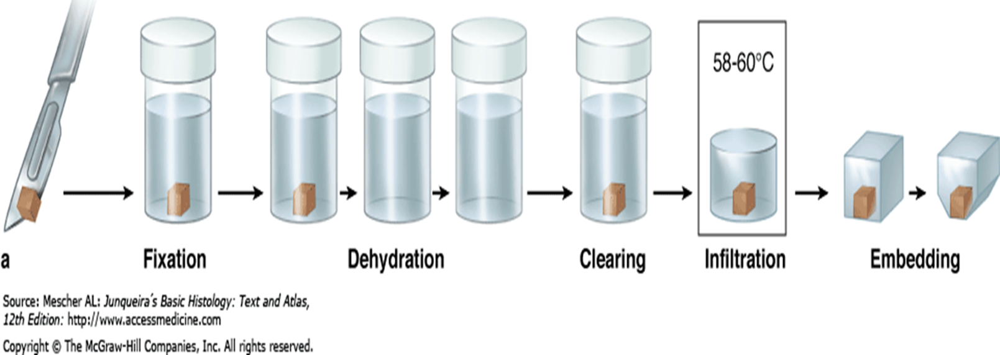 58-60°C
a
Fixation
Dehydration
Clearing
Infiltration
Embedding
Source: Mescher AL: Junqueira´s Basic Histology: Text and Atlas,
12th Edition: http://www.accessmedicine.com
Copyright © The McGraw-Hill Companies, Inc. All rights reserved.